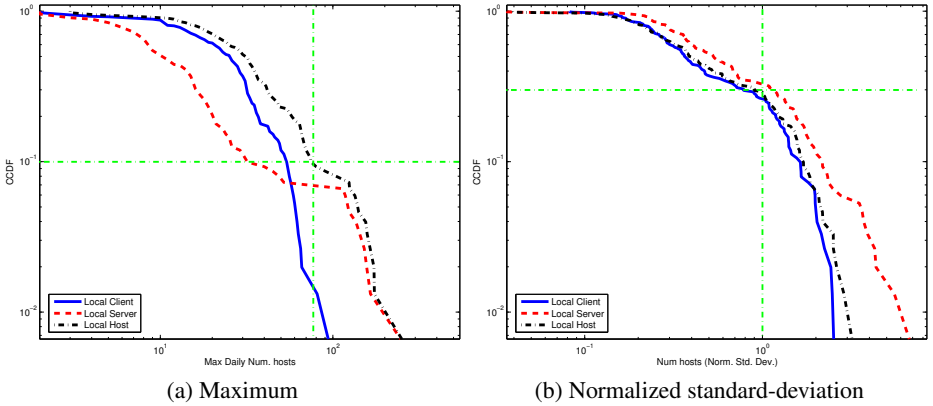 10^0
10^-1
10^-2
CCDF
10^1
10^2
Max Daily Num. hosts
Local Client
Local Server
Local Host
(a) Maximum
10^0
10^-1
10^-2
CCDF
10^-1
10^0
Num hosts (Norm. Std. Dev.)
Local Client
Local Server
Local Host
(b) Normalized standard-deviation